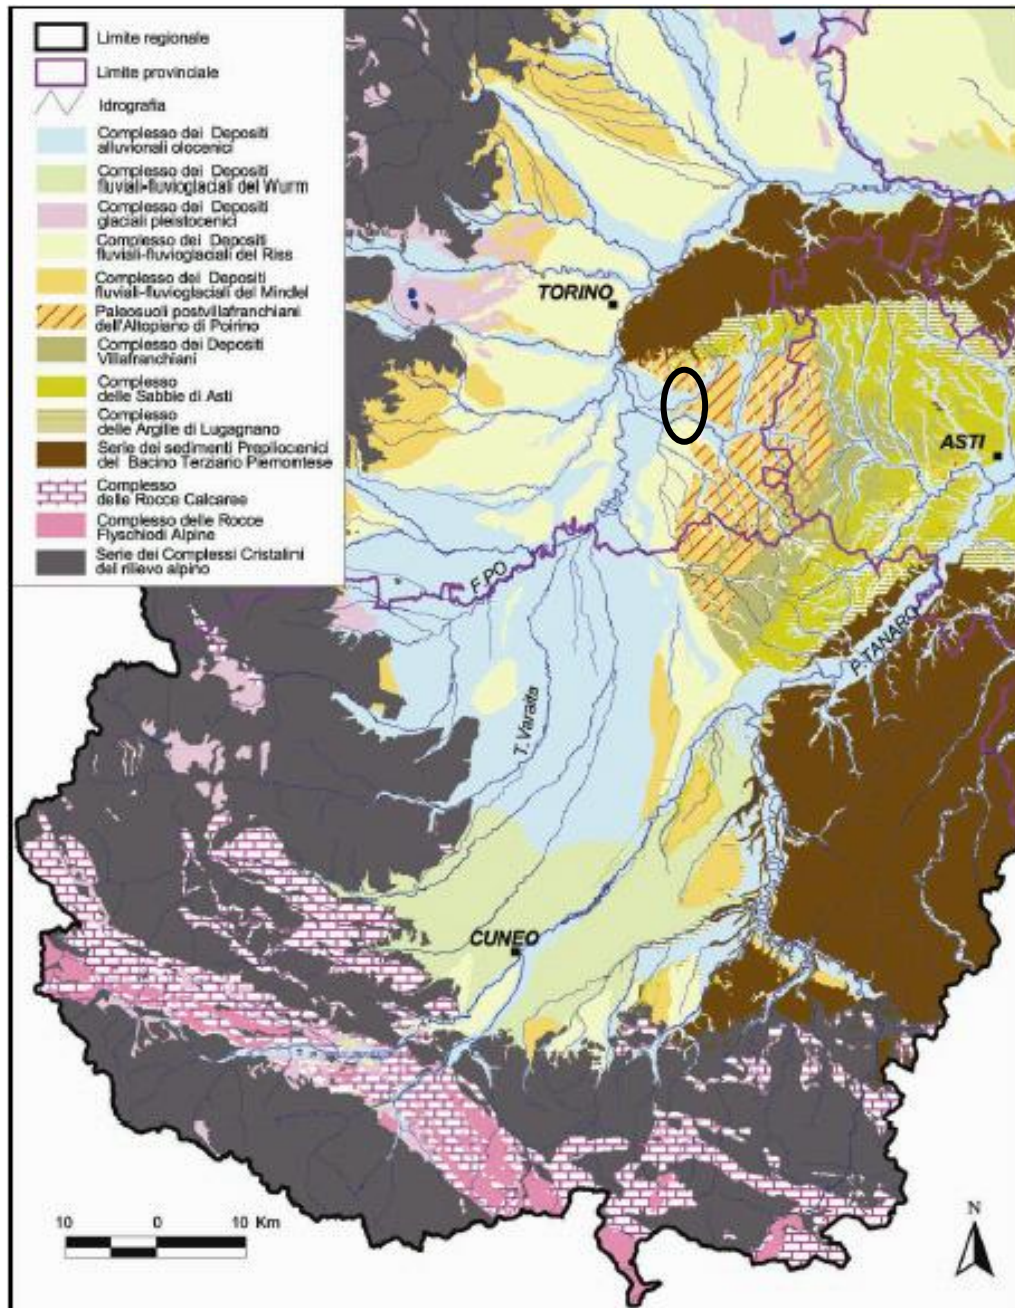 Limite regionale
Limite provinciale
Idrografia
Complesso dei Depositi
alluvionali olocenici
Complesso dei Depositi
fluviali-fluvioglaciali del Wurm
Complesso dei Depositi
glaciali pleistocenici
Complesso dei Depositi
fluviali-fluvioglaciali del Riss
Complesso dei Depositi
fluviali-fluvioglaciali del Mindel
Paleosuoli postvillafranchiani
dell'Altopiano di Poirino
Complesso dei Depositi
Villafranchiani
Complesso
delle Sabbie di Asti
Complesso
delle Argille di Lugagnano
Serie dei sedimenti Prepliocenici
del Bacino Terziario Piemontese
Complesso
delle Rocce Calcaree
Complesso delle Rocce
Flyschiodi Alpine
Serie dei Complessi Cristalini
del rilievo alpino
TORINO
ASTI
F. PO
F. TANARO
T. Varaita
CUNEO
10 0 10 Km
N